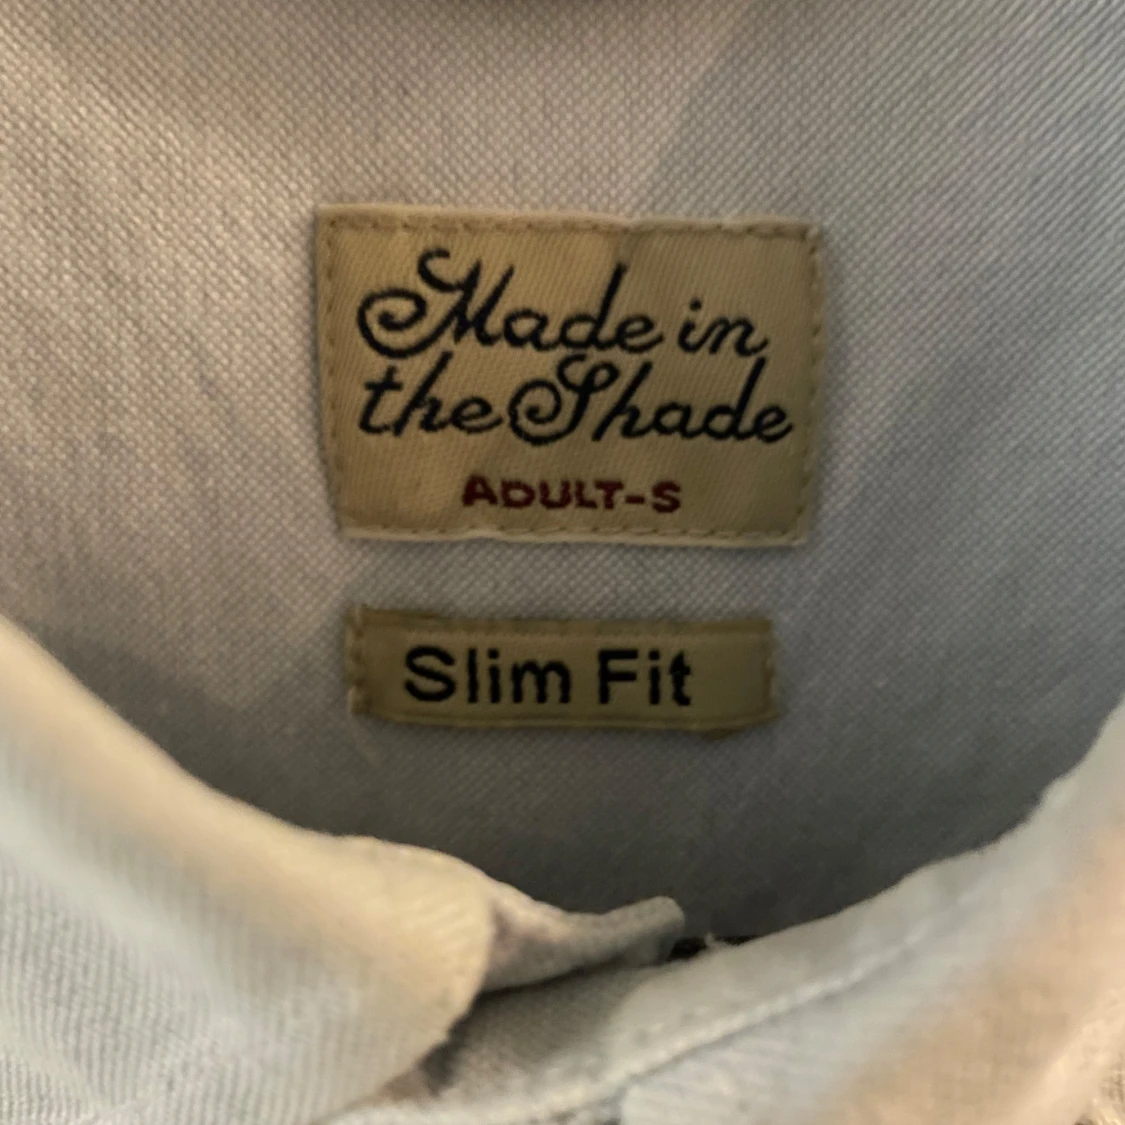 Made in
the Shade
ADULT-S
Slim Fit